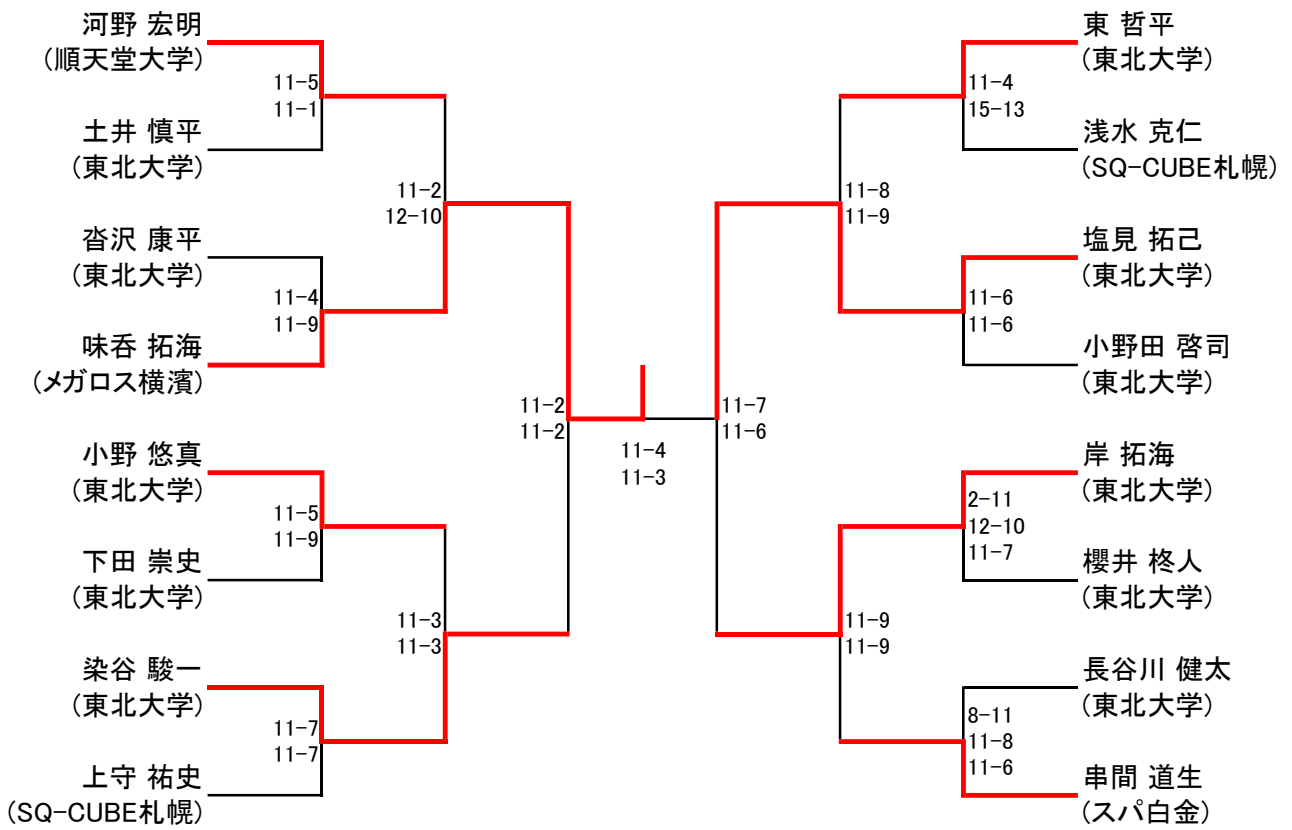 河野 宏明
(順天堂大学)
11-5
11-1
土井 慎平
(東北大学)
11-2
12-10
沓沢 康平
(東北大学)
11-4
11-9
味呑 拓海
(メガロス横濱)
11-2
11-2
小野 悠真
(東北大学)
11-5
11-9
下田 崇史
(東北大学)
11-3
11-3
染谷 駿一
(東北大学)
11-7
11-7
上守 祐史
(SQ-CUBE札幌)
11-4
11-3
東 哲平
(東北大学)
11-4
15-13
浅水 克仁
(SQ-CUBE札幌)
11-8
11-9
塩見 拓己
(東北大学)
11-6
11-6
小野田 啓司
(東北大学)
11-7
11-6
岸 拓海
(東北大学)
2-11
12-10
11-7
櫻井 柊人
(東北大学)
11-9
11-9
長谷川 健太
(東北大学)
8-11
11-8
11-6
串間 道生
(スパ白金)